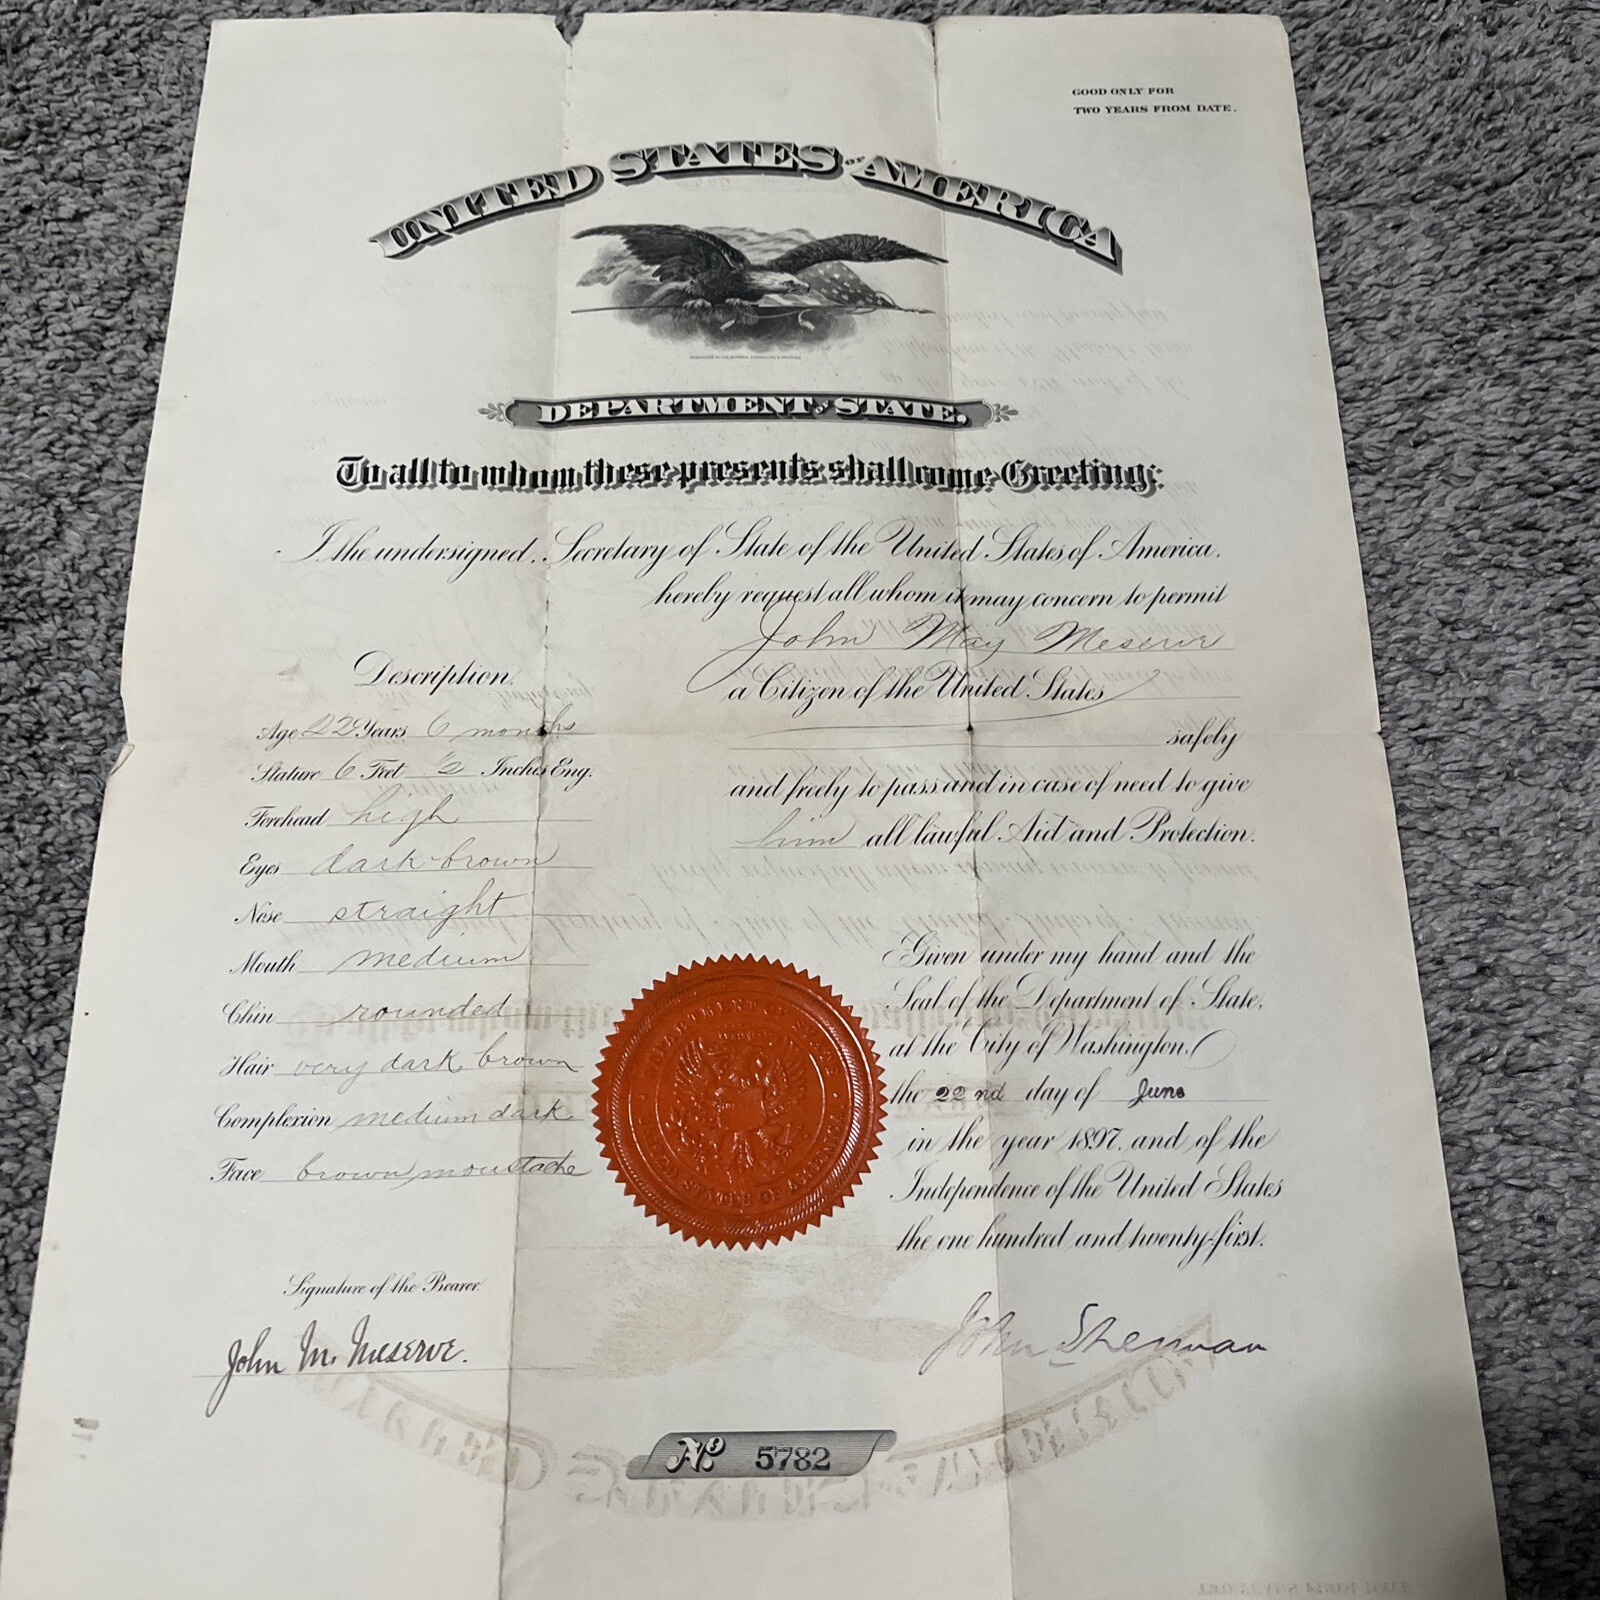 GOOD ONLY FOR
TWO YEARS FROM DATE.
UNITED STATES OF AMERICA
DEPARTMENT OF STATE.
To all to whom these presents shall come Greeting:
I the undersigned, Secretary of State of the United States of America,
hereby request all whom it may concern to permit
John May Meserve
a Citizen of the United States
safely
and freely to pass and in case of need to give
him all lawful Aid and Protection.
Description.
Age 22 Years 6 months
Stature 6 Feet 1/2 Inches Eng.
Forehead high
Eyes dark brown
Nose straight
Mouth medium
Chin rounded
Hair very dark brown
Complexion medium dark
Face brown moustache
Signature of the Bearer.
John M. Meserve.
DEPARTMENT OF STATE
UNITED STATES OF AMERICA
Given under my hand and the
Seal of the Department of State,
at the City of Washington,
the 22nd day of June
in the year 1897, and of the
Independence of the United States
the one hundred and twenty-first.
John Sherman
No. 5782